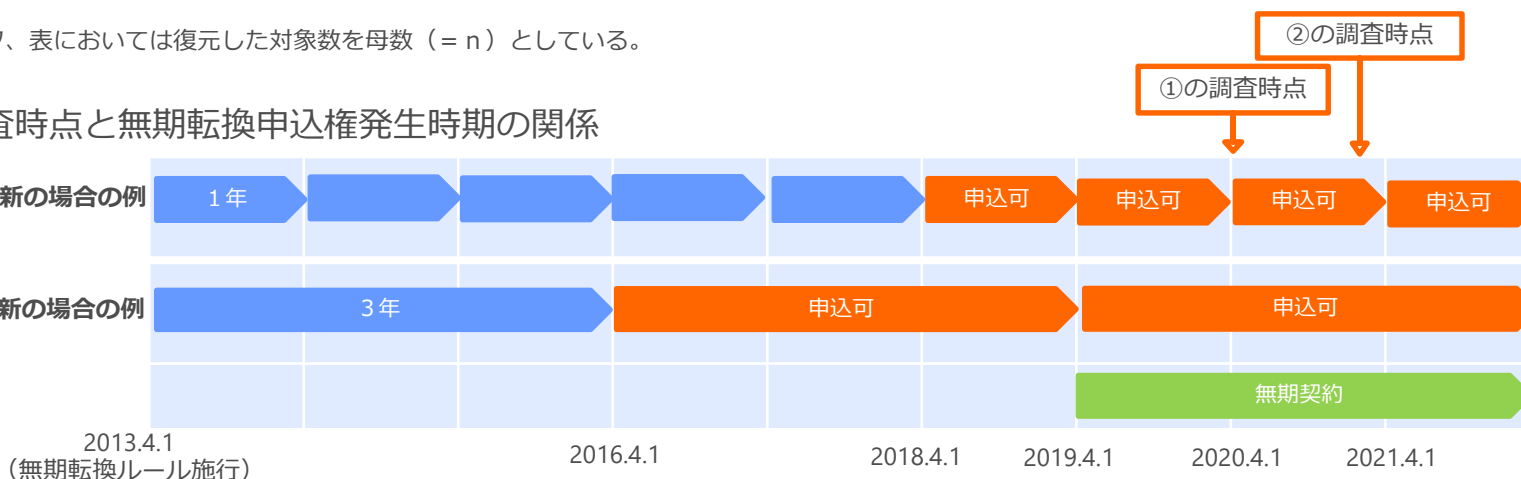 、表においては復元した対象数を母数（＝ｎ）としている。
②の調査時点
①の調査時点
査時点と無期転換申込権発生時期の関係
新の場合の例
１年
申込可
申込可
申込可
申込可
新の場合の例
３年
申込可
申込可
無期契約
2013.4.1
（無期転換ルール施行）
2016.4.1
2018.4.1
2019.4.1
2020.4.1
2021.4.1